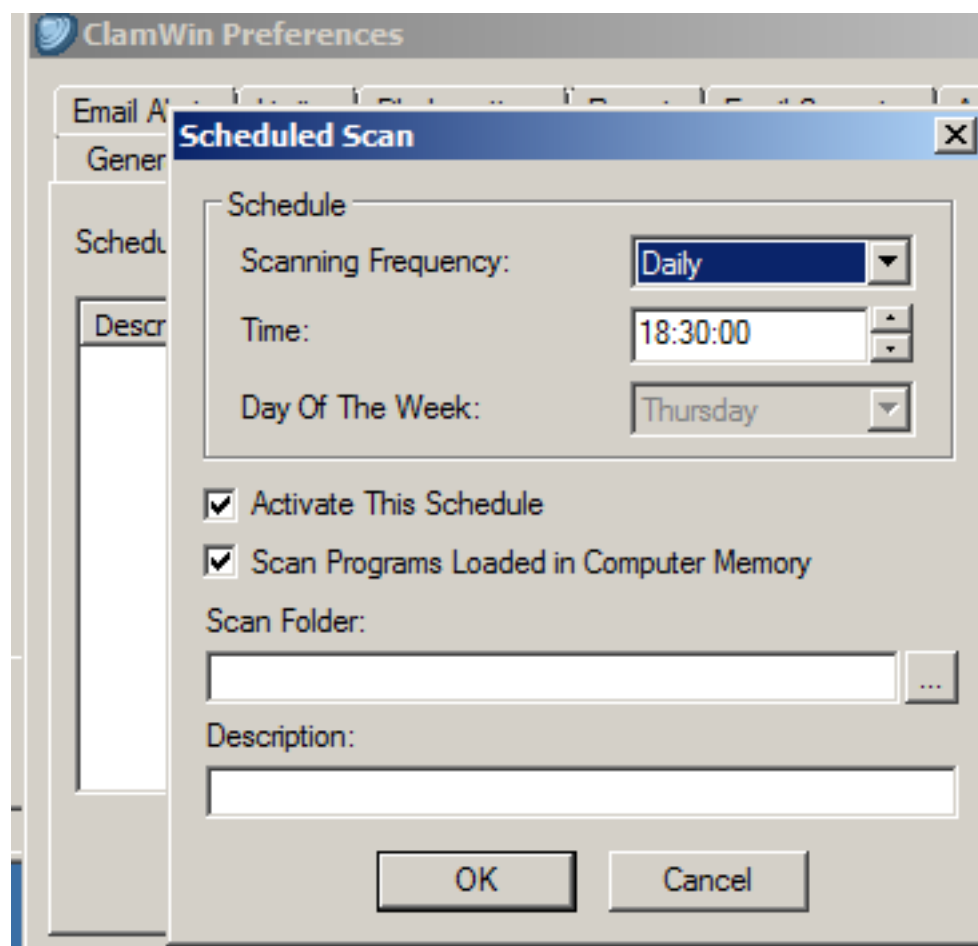 ClamWin Preferences
Email A
Scheduled Scan
Gener
Schedule
Schedu
Scanning Frequency: Daily
Descr
Time: 18:30:00
Day Of The Week: Thursday
Activate This Schedule
Scan Programs Loaded in Computer Memory
Scan Folder:
...
Description:
OK Cancel